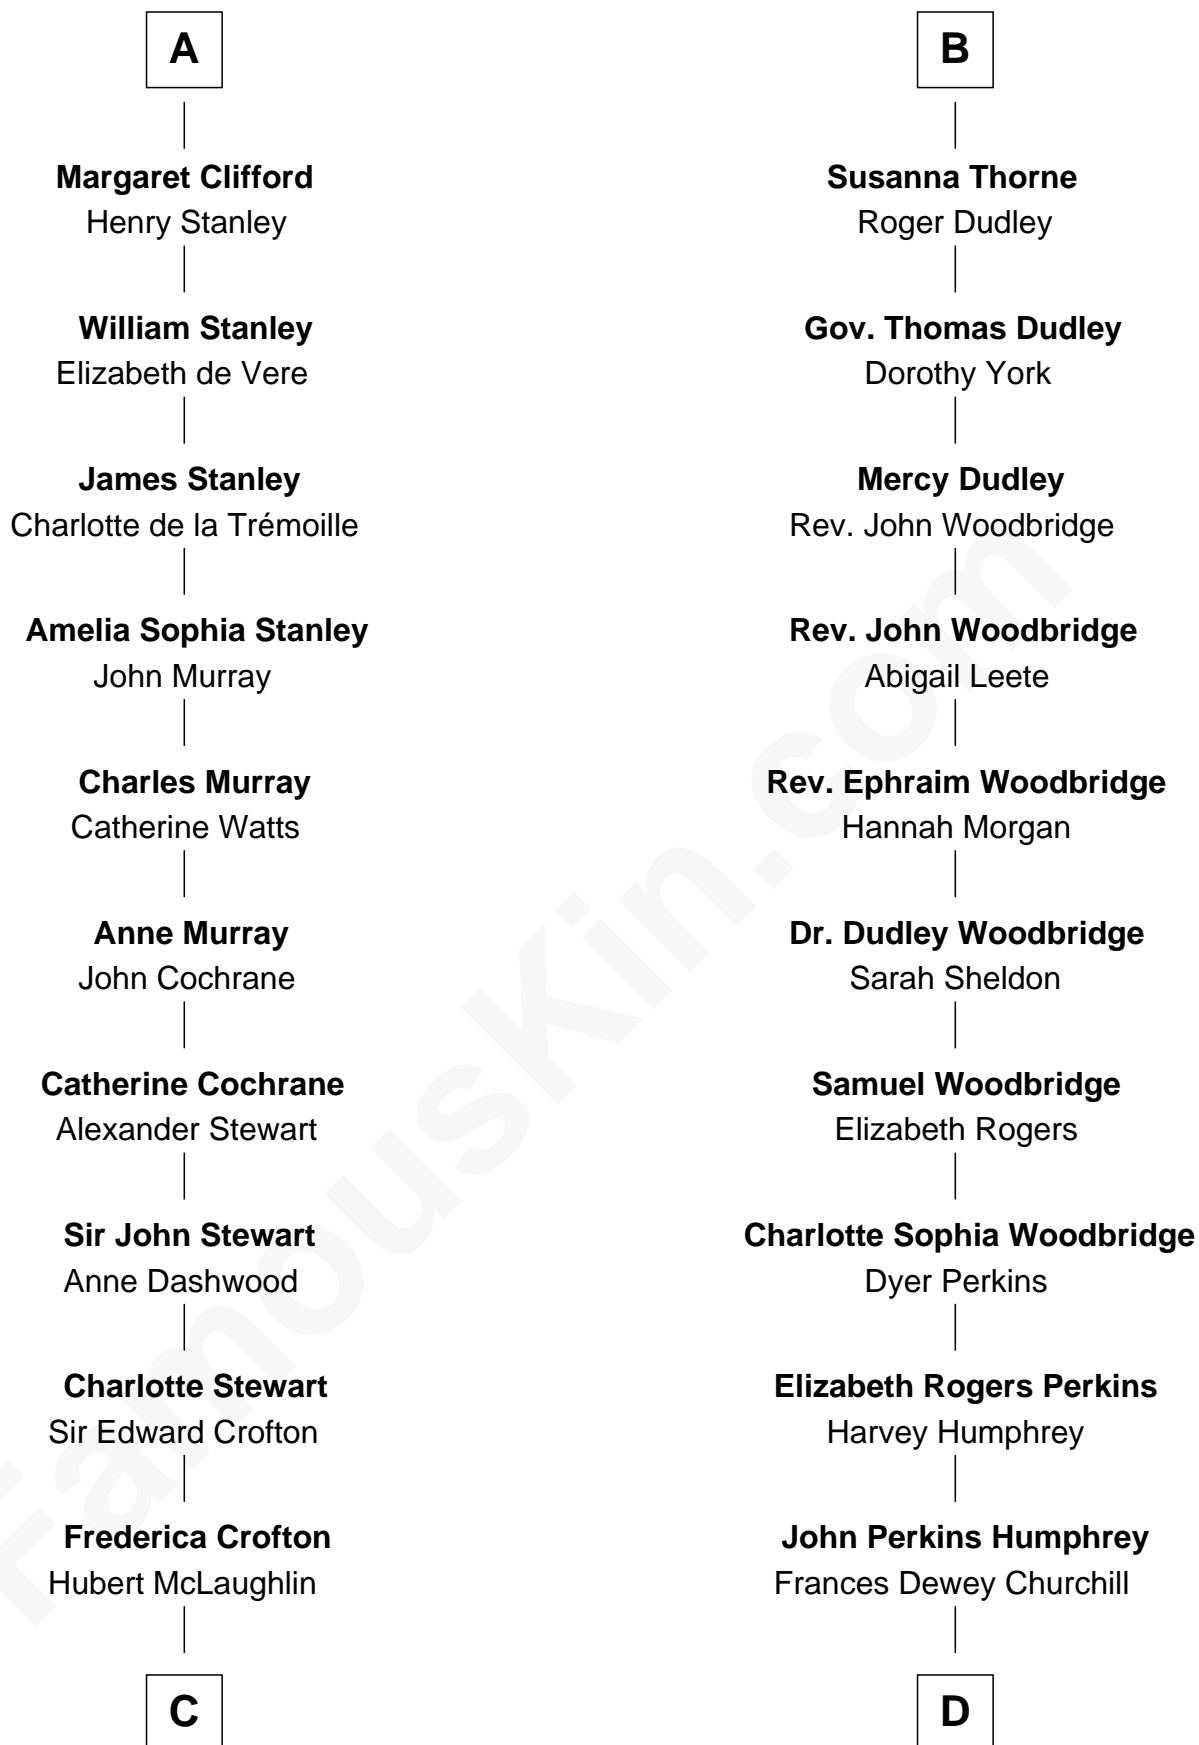 A
Margaret Clifford
Henry Stanley
William Stanley
Elizabeth de Vere
James Stanley
Charlotte de la Trémoille
Amelia Sophia Stanley
John Murray
Charles Murray
Catherine Watts
Anne Murray
John Cochrane
Catherine Cochrane
Alexander Stewart
Sir John Stewart
Anne Dashwood
Charlotte Stewart
Sir Edward Crofton
Frederica Crofton
Hubert McLaughlin
C
B
Susanna Thorne
Roger Dudley
Gov. Thomas Dudley
Dorothy York
Mercy Dudley
Rev. John Woodbridge
Rev. John Woodbridge
Abigail Leete
Rev. Ephraim Woodbridge
Hannah Morgan
Dr. Dudley Woodbridge
Sarah Sheldon
Samuel Woodbridge
Elizabeth Rogers
Charlotte Sophia Woodbridge
Dyer Perkins
Elizabeth Rogers Perkins
Harvey Humphrey
John Perkins Humphrey
Frances Dewey Churchill
D
FamousKin.com